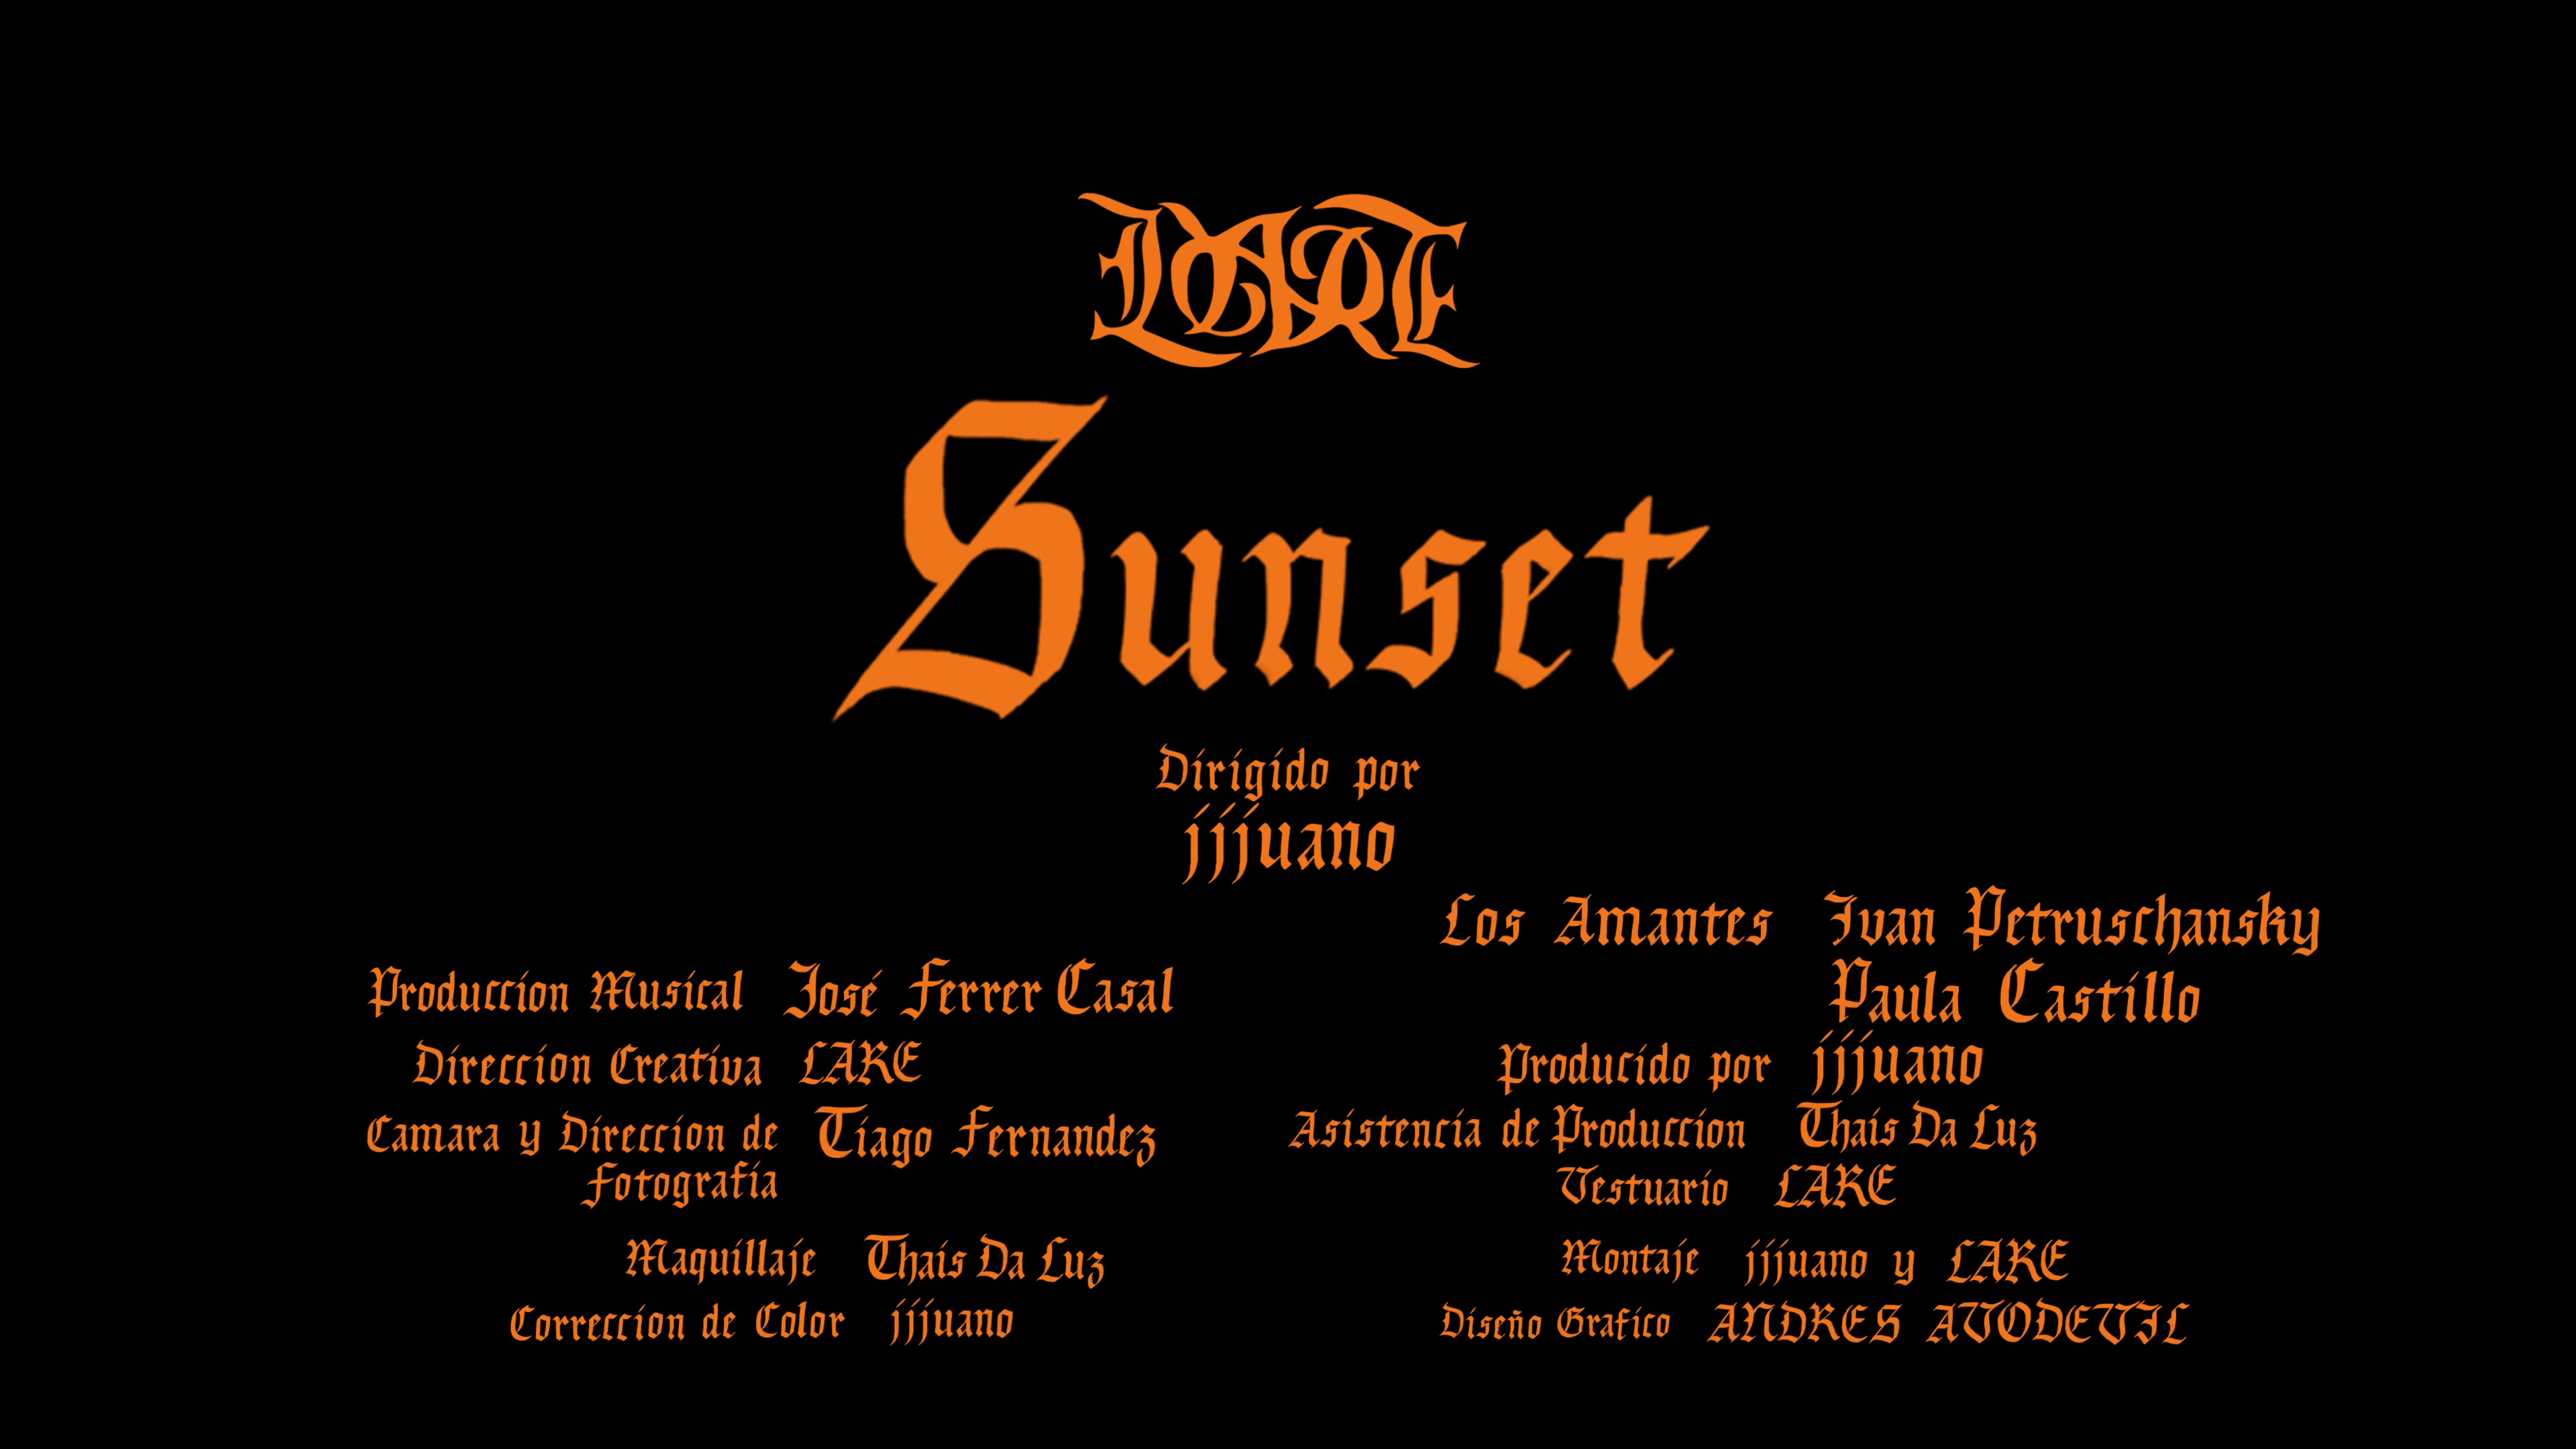 LARE
Sunset
Dirigido por
jjjuano
Produccion Musical José Ferrer Casal
Direccion Creativa LARE
Camara y Direccion de Tiago Fernandez
Fotografía
Maquillaje Thais Da Luz
Correccion de Color jjjuano
Los Amantes Ivan Petruschansky
Paula Castillo
Producido por jjjuano
Asistencia de Produccion Thais Da Luz
Vestuario LARE
Montaje jjjuano y LARE
Diseño Grafico ANDRES AVODEVIL